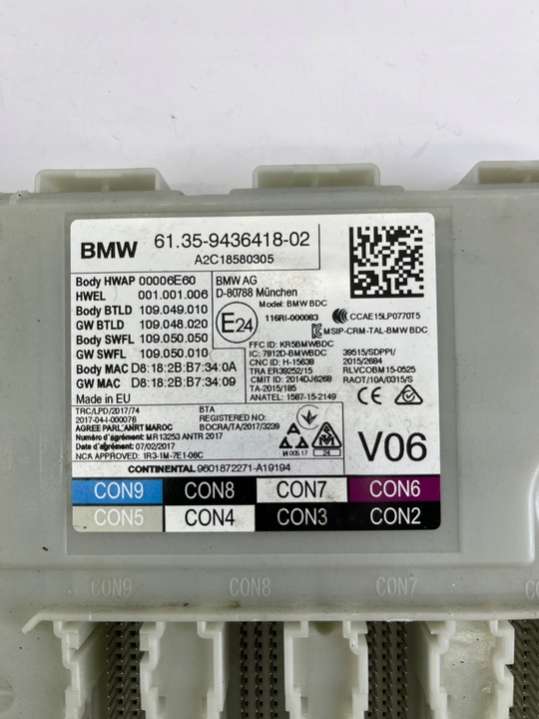 BMW 61.35-9436418-02
A2C18580305
Body HWAP 00006E60
HWEL 001.001.006
Body BTLD 109.049.010
GW BTLD 109.048.020
Body SWFL 109.050.050
GW SWFL 109.050.010
Body MAC D8:18:2B:B7:34:0A
GW MAC D8:18:2B:B7:34:09
Made in EU
BMW AG
D-80788 München
Model: BMW BDC
E24
116RI-000083
CCAE15LP0770T5
MSIP-CRM-TAL-BMW BDC
FFC ID: KR5BMWBDC
IC: 7812D-BMWBDC
CNC ID: H-15638
TRA ER39252/15
CMIT ID: 2014DJ6268
TA-2015/185
ANATEL: 1587-15-2149
39515/SDPPI/
2015/2684
RLVCOBM15-0525
RAOT/10A/0315/S
CE
TRC/LPD/2017/74
2017-04-I-000078
AGREE PAR L'ANRT MAROC
Numéro d'agrément: MR13253 ANTR 2017
Date d'agrément: 07/02/2017
NCA APPROVED: 1R3-1M-7E1-08C
BTA
REGISTERED No:
BOCRA/TA/2017/3239
24
V06
CONTINENTAL 9601872271-A19194
CON9 CON8 CON7 CON6
CON5 CON4 CON3 CON2
CON9 CON8 CON7